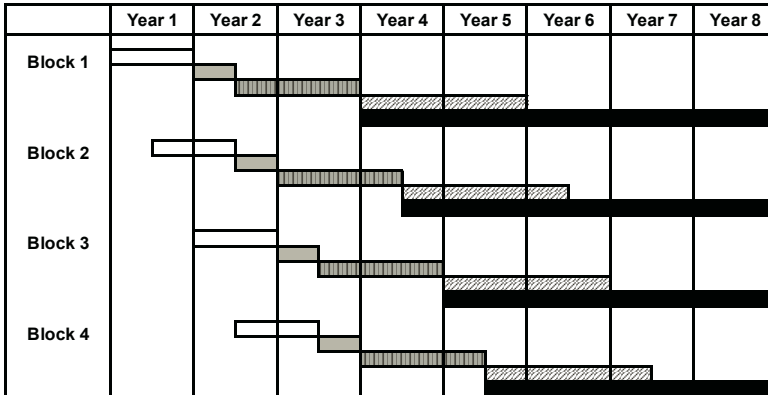 Year 1 Year 2 Year 3 Year 4 Year 5 Year 6 Year 7 Year 8
Block 1
Block 2
Block 3
Block 4